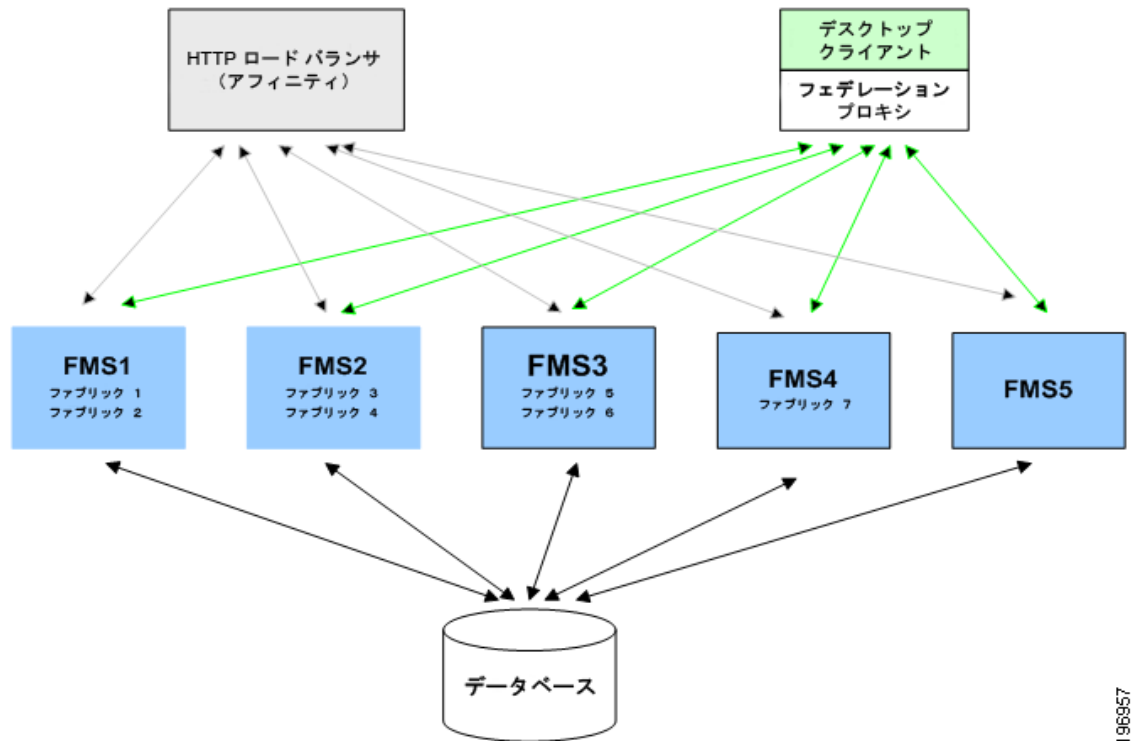 HTTP ロード バランサ
(アフィニティ)
デスクトップ
クライアント
フェデレーション
プロキシ
FMS1
ファブリック 1
ファブリック 2
FMS2
ファブリック 3
ファブリック 4
FMS3
ファブリック 5
ファブリック 6
FMS4
ファブリック 7
FMS5
データベース
196957